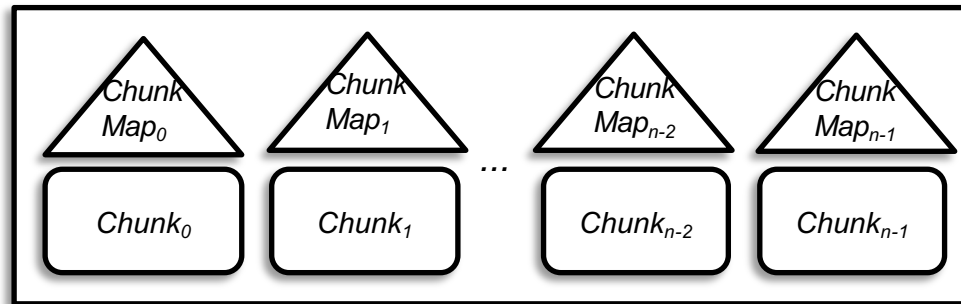 Chunk
Map₀
Chunk
Map₁
Chunk
Mapₙ₋₂
Chunk
Mapₙ₋₁
...
Chunk₀
Chunk₁
Chunkₙ₋₂
Chunkₙ₋₁